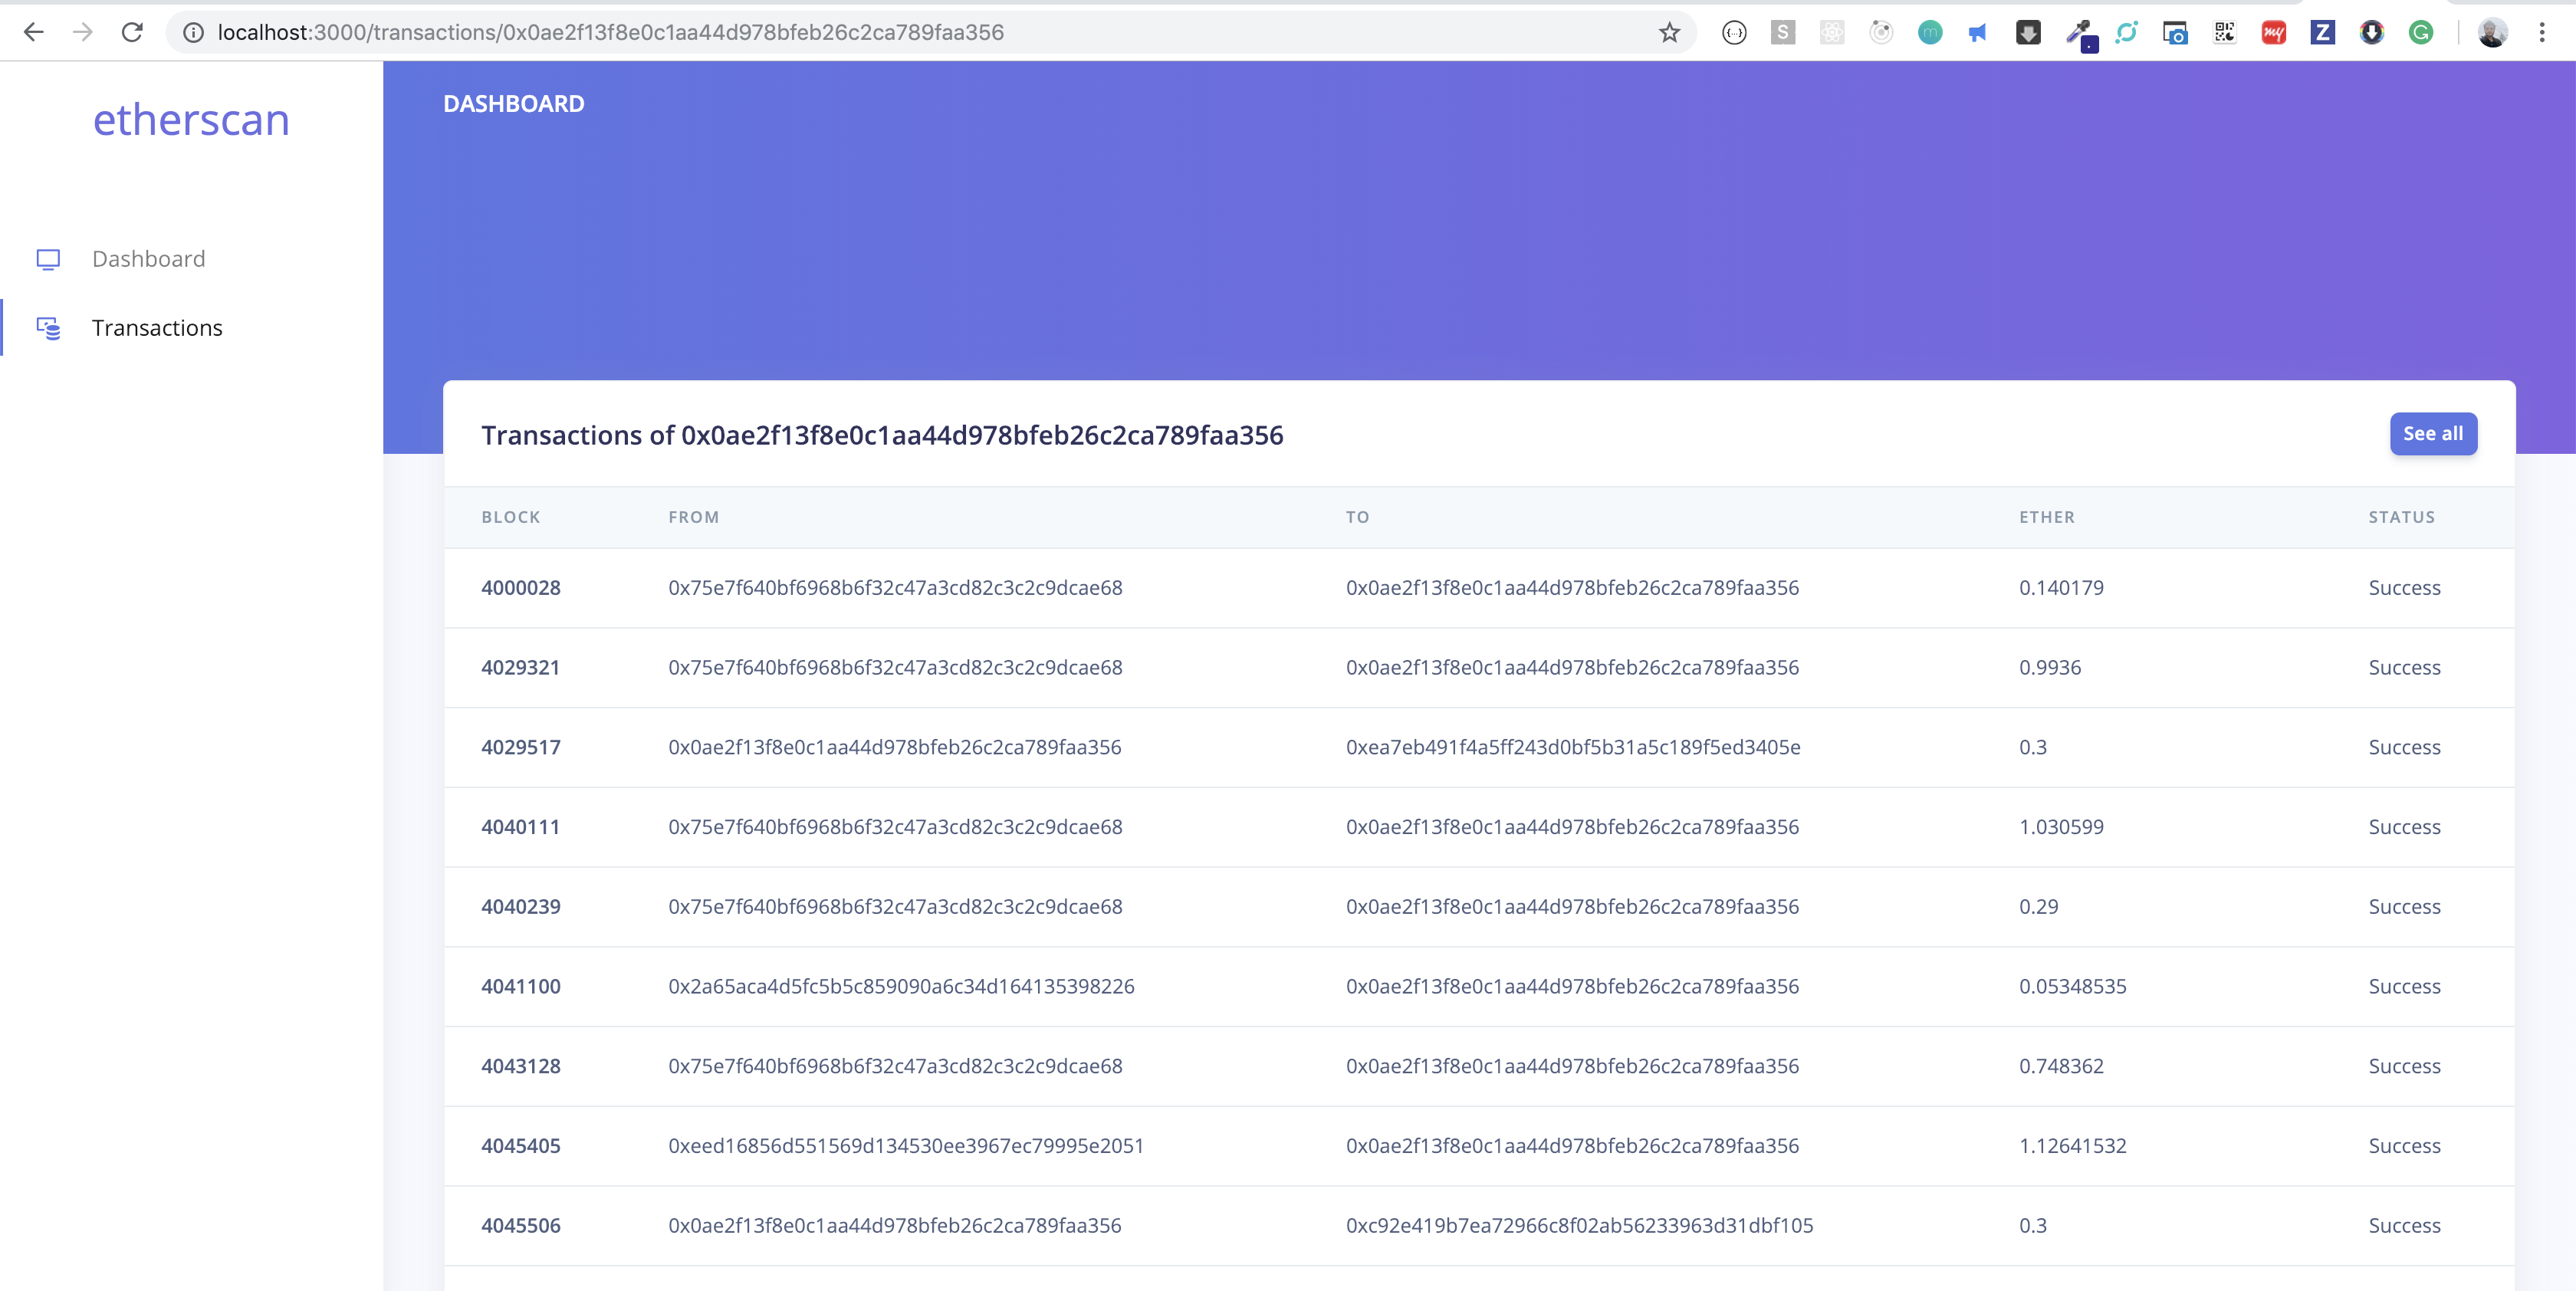 localhost:3000/transactions/0x0ae2f13f8e0c1aa44d978bfeb26c2ca789faa356
etherscan
Dashboard
Transactions
DASHBOARD
Transactions of 0x0ae2f13f8e0c1aa44d978bfeb26c2ca789faa356
See all
BLOCK FROM TO ETHER STATUS
4000028 0x75e7f640bf6968b6f32c47a3cd82c3c2c9dcae68 0x0ae2f13f8e0c1aa44d978bfeb26c2ca789faa356 0.140179 Success
4029321 0x75e7f640bf6968b6f32c47a3cd82c3c2c9dcae68 0x0ae2f13f8e0c1aa44d978bfeb26c2ca789faa356 0.9936 Success
4029517 0x0ae2f13f8e0c1aa44d978bfeb26c2ca789faa356 0xea7eb491f4a5ff243d0bf5b31a5c189f5ed3405e 0.3 Success
4040111 0x75e7f640bf6968b6f32c47a3cd82c3c2c9dcae68 0x0ae2f13f8e0c1aa44d978bfeb26c2ca789faa356 1.030599 Success
4040239 0x75e7f640bf6968b6f32c47a3cd82c3c2c9dcae68 0x0ae2f13f8e0c1aa44d978bfeb26c2ca789faa356 0.29 Success
4041100 0x2a65aca4d5fc5b5c859090a6c34d164135398226 0x0ae2f13f8e0c1aa44d978bfeb26c2ca789faa356 0.05348535 Success
4043128 0x75e7f640bf6968b6f32c47a3cd82c3c2c9dcae68 0x0ae2f13f8e0c1aa44d978bfeb26c2ca789faa356 0.748362 Success
4045405 0xeed16856d551569d134530ee3967ec79995e2051 0x0ae2f13f8e0c1aa44d978bfeb26c2ca789faa356 1.12641532 Success
4045506 0x0ae2f13f8e0c1aa44d978bfeb26c2ca789faa356 0xc92e419b7ea72966c8f02ab56233963d31dbf105 0.3 Success